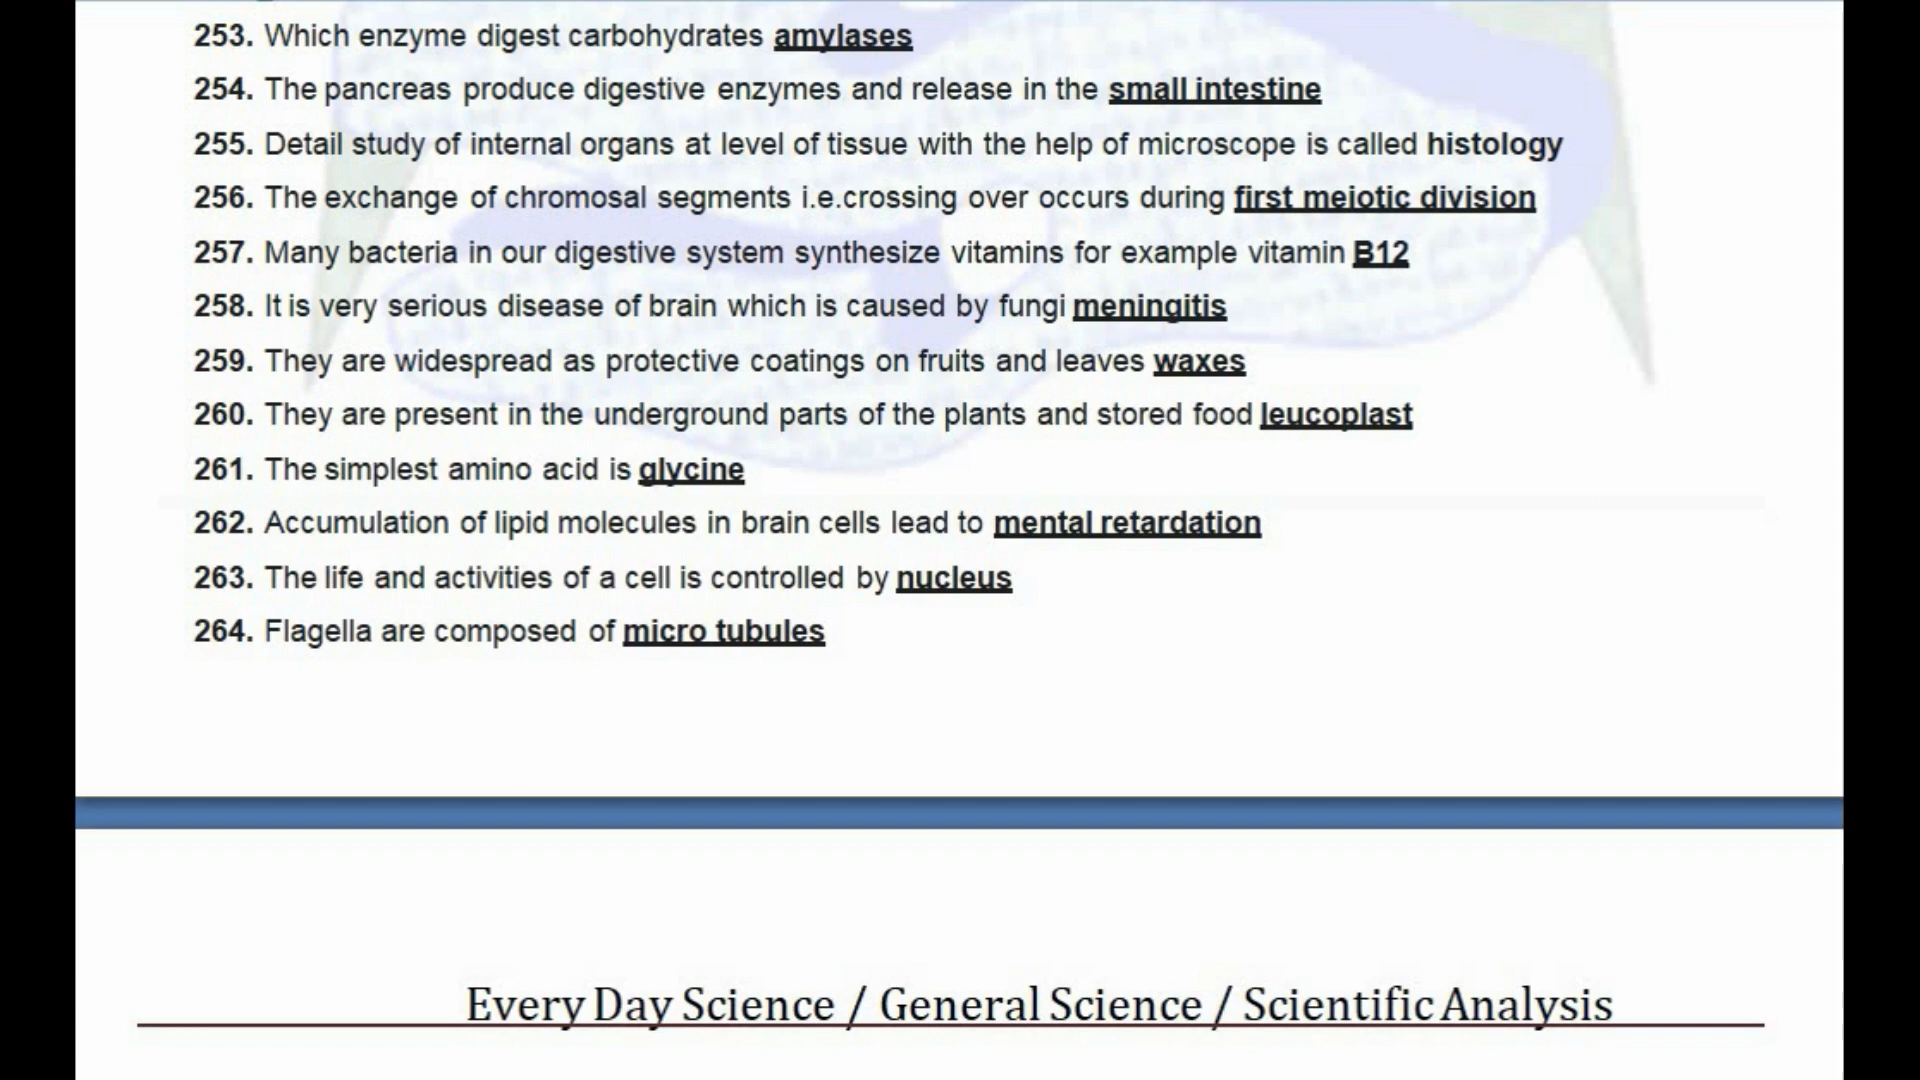 253. Which enzyme digest carbohydrates amylases
254. The pancreas produce digestive enzymes and release in the small intestine
255. Detail study of internal organs at level of tissue with the help of microscope is called histology
256. The exchange of chromosal segments i.e.crossing over occurs during first meiotic division
257. Many bacteria in our digestive system synthesize vitamins for example vitamin B12
258. It is very serious disease of brain which is caused by fungi meningitis
259. They are widespread as protective coatings on fruits and leaves waxes
260. They are present in the underground parts of the plants and stored food leucoplast
261. The simplest amino acid is glycine
262. Accumulation of lipid molecules in brain cells lead to mental retardation
263. The life and activities of a cell is controlled by nucleus
264. Flagella are composed of micro tubules
Every Day Science / General Science / Scientific Analysis